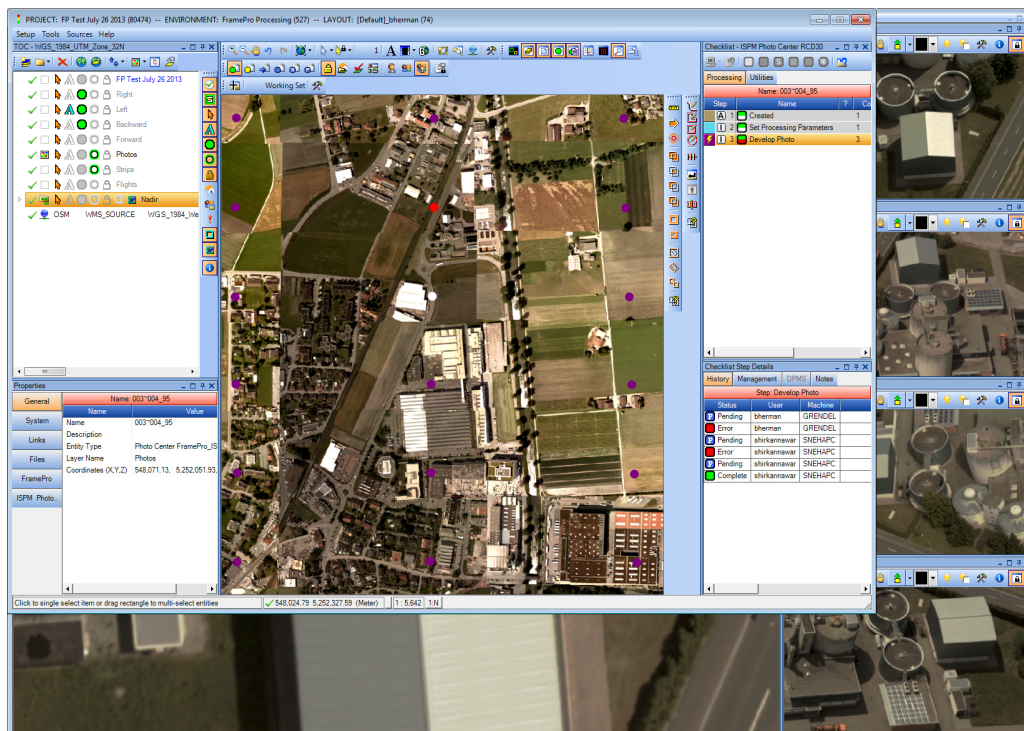 PROJECT: FP Test July 26 2013 (80474) -- ENVIRONMENT: FramePro Processing (527) -- LAYOUT: [Default]_bherman (74)
Setup Tools Sources Help
TOC - WGS_1984_UTM_Zone_32N
FP Test July 26 2013
Right
Left
Backward
Forward
Photos
Strips
Flights
Nadir
OSM WMS_SOURCE WGS_1984_We
1
Working Set
Checklist - ISPM Photo Center RCD30
Processing Utilities
Name: 003~004_95
Step Name ? Co
A 1 Created 1
I 2 Set Processing Parameters 1
I 3 Develop Photo 3
Properties
General
System
Links
Files
FramePro
ISPM Photo..
Name: 003~004_95
Name Value
Name 003~004_95
Description
Entity Type Photo Center FramePro_IS
Layer Name Photos
Coordinates (X,Y,Z) 548,071.13, 5,252,051.93,
Checklist Step Details
History Management DPMS Notes
Step: Develop Photo
Status User Machine
Pending bherman GRENDEL
Error bherman GRENDEL
Pending shirkannawar SNEHAPC
Error shirkannawar SNEHAPC
Pending shirkannawar SNEHAPC
Complete shirkannawar SNEHAPC
Click to single select item or drag rectangle to multi-select entities
548,024.79 5,252,327.59 (Meter)
1 : 5,642
1:N